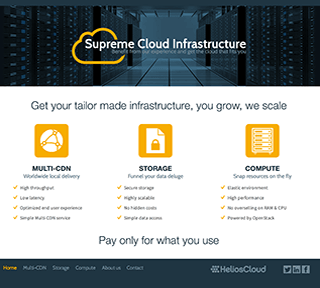 Supreme Cloud Infrastructure
Benefit from our experience and get the cloud that fits you
Get your tailor made infrastructure, you grow, we scale
MULTI-CDN
Worldwide local delivery
High throughput
Low latency
Optimized end user experience
Simple Multi-CDN service
STORAGE
Funnel your data deluge
Secure storage
Highly scalable
No hidden costs
Simple data access
COMPUTE
Snap resources on the fly
Elastic environment
High performance
No overselling on RAM & CPU
Powered by OpenStack
Pay only for what you use
Home Multi-CDN Storage Compute About us Contact HeliosCloud